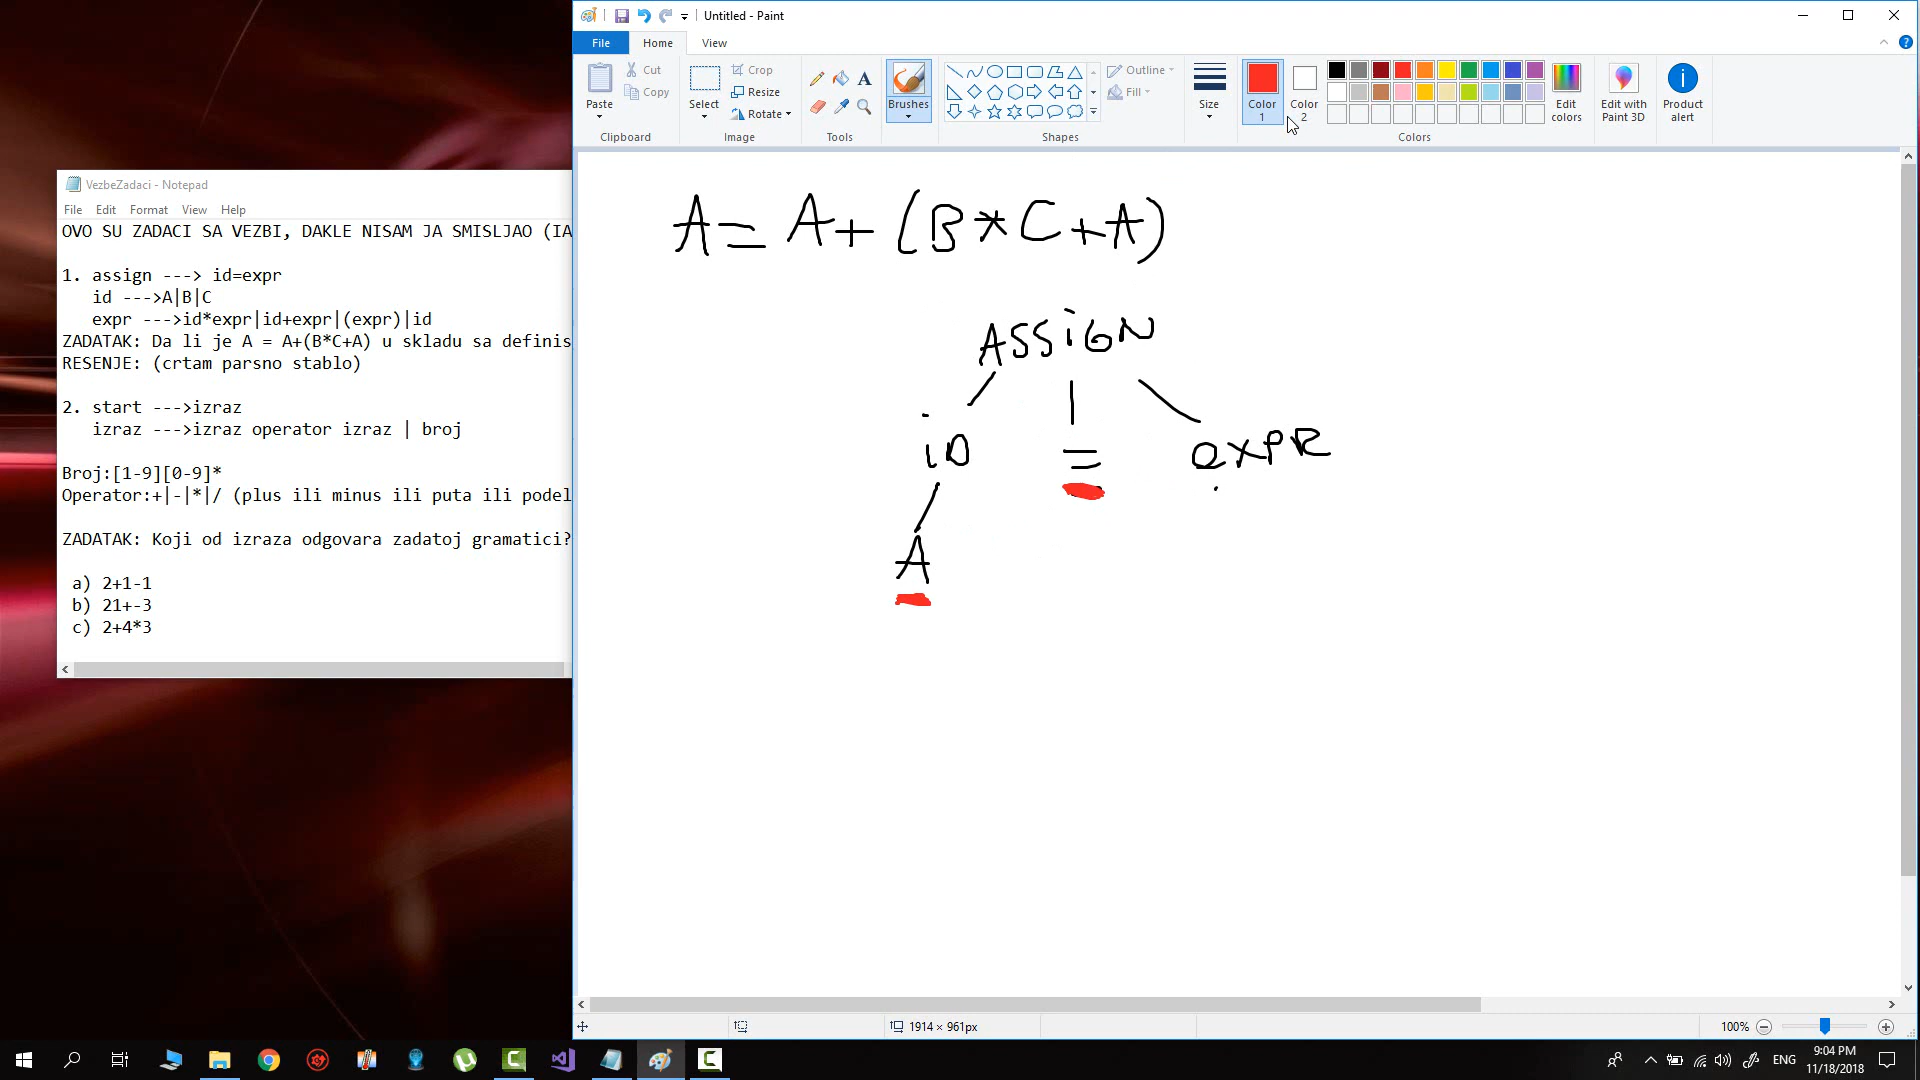 VezbeZadaci - Notepad
File Edit Format View Help
OVO SU ZADACI SA VEZBI, DAKLE NISAM JA SMISLJAO (IA
1. assign ---> id=expr
id --->A|B|C
expr --->id*expr|id+expr|(expr)|id
ZADATAK: Da li je A = A+(B*C+A) u skladu sa definis
RESENJE: (crtam parsno stablo)
2. start --->izraz
izraz --->izraz operator izraz | broj
Broj:[1-9][0-9]*
Operator:+|-|*|/ (plus ili minus ili puta ili podel
ZADATAK: Koji od izraza odgovara zadatoj gramatici?
a) 2+1-1
b) 21+-3
c) 2+4*3
Untitled - Paint
File Home View
Paste
Cut
Copy
Clipboard
Select
Crop
Resize
Rotate
Image
Tools
Brushes
Outline
Fill
Shapes
Size
Color 1
Color 2
Edit colors
Colors
Edit with Paint 3D
Product alert
A = A + (B * C + A)
ASSiGN
iD = eXPR
A
1914 × 961px
100%
ENG
9:04 PM
11/18/2018